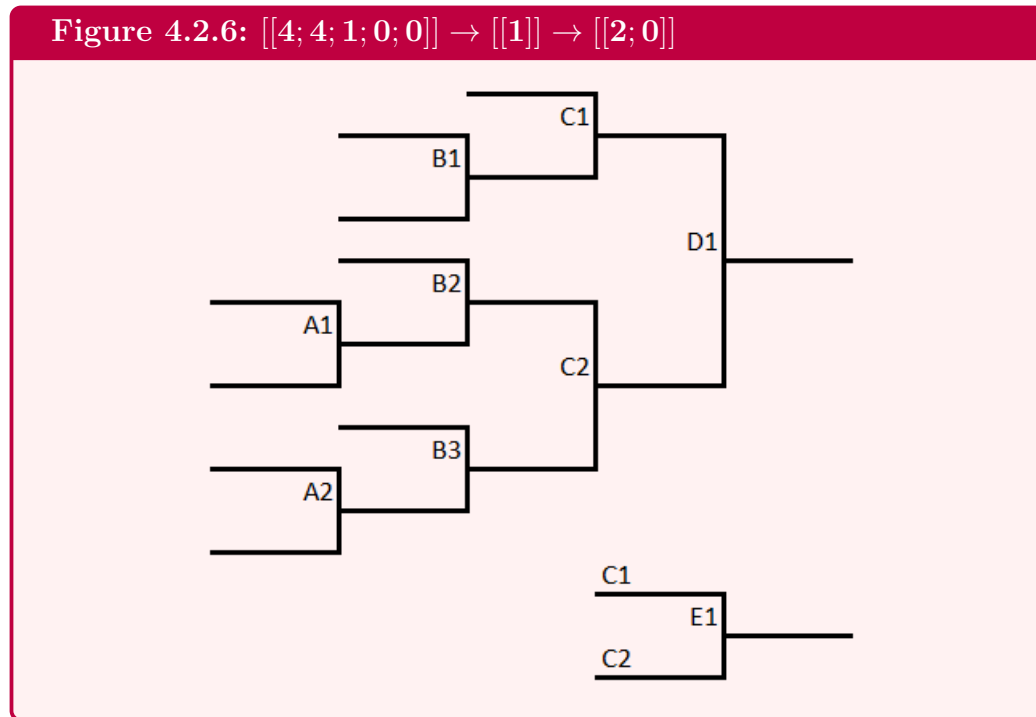 Figure 4.2.6: [[4; 4; 1; 0; 0]] → [[1]] → [[2; 0]]
C1
B1
D1
B2
A1
C2
B3
A2
C1
E1
C2